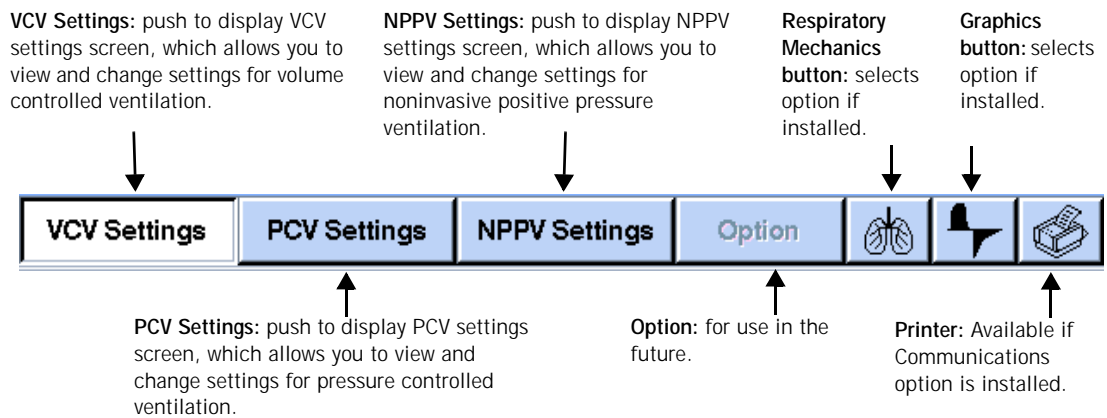 VCV Settings: push to display VCV
settings screen, which allows you to
view and change settings for volume
controlled ventilation.
NPPV Settings: push to display NPPV
settings screen, which allows you to
view and change settings for
noninvasive positive pressure
ventilation.
Respiratory
Mechanics
button: selects
option if
installed.
Graphics
button: selects
option if
installed.
VCV Settings
PCV Settings
NPPV Settings
Option
PCV Settings: push to display PCV settings
screen, which allows you to view and
change settings for pressure controlled
ventilation.
Option: for use in the
future.
Printer: Available if
Communications
option is installed.